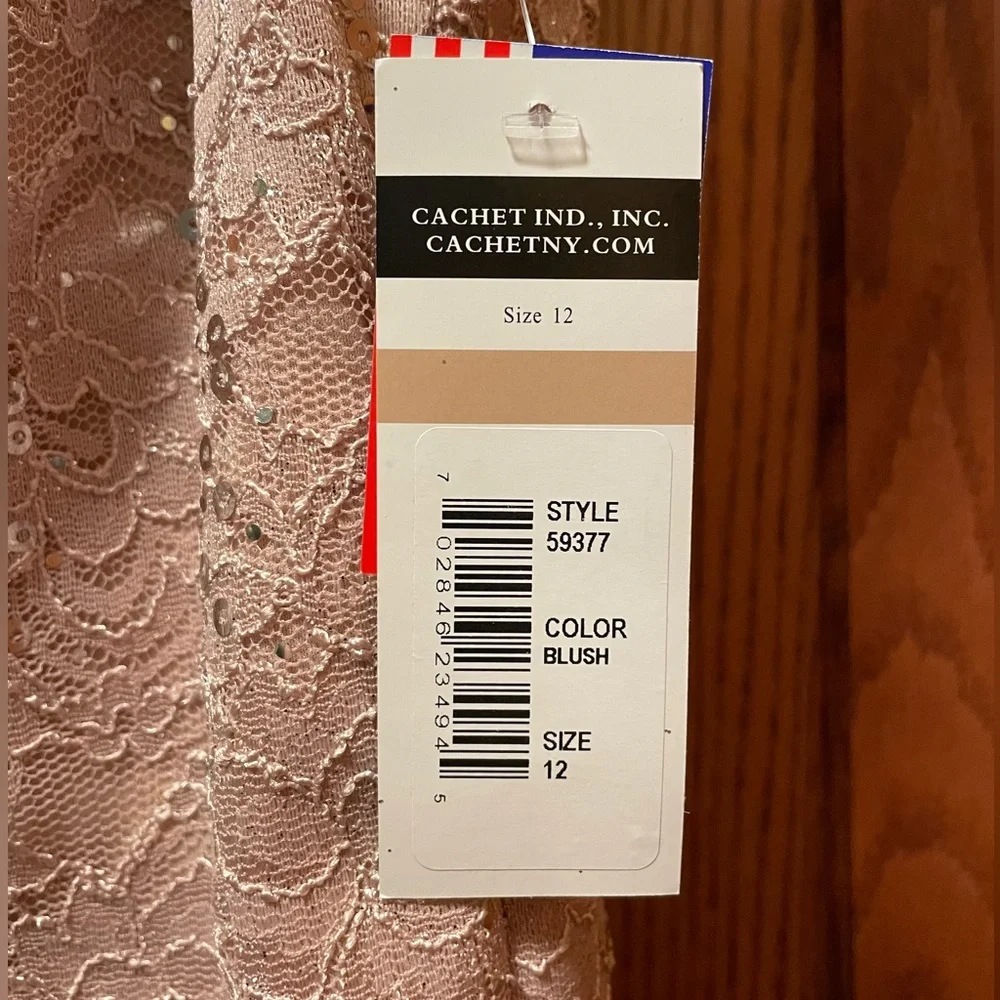 CACHET IND., INC.
CACHETNY.COM
Size 12
7 02846 23494 5
STYLE
59377
COLOR
BLUSH
SIZE
12